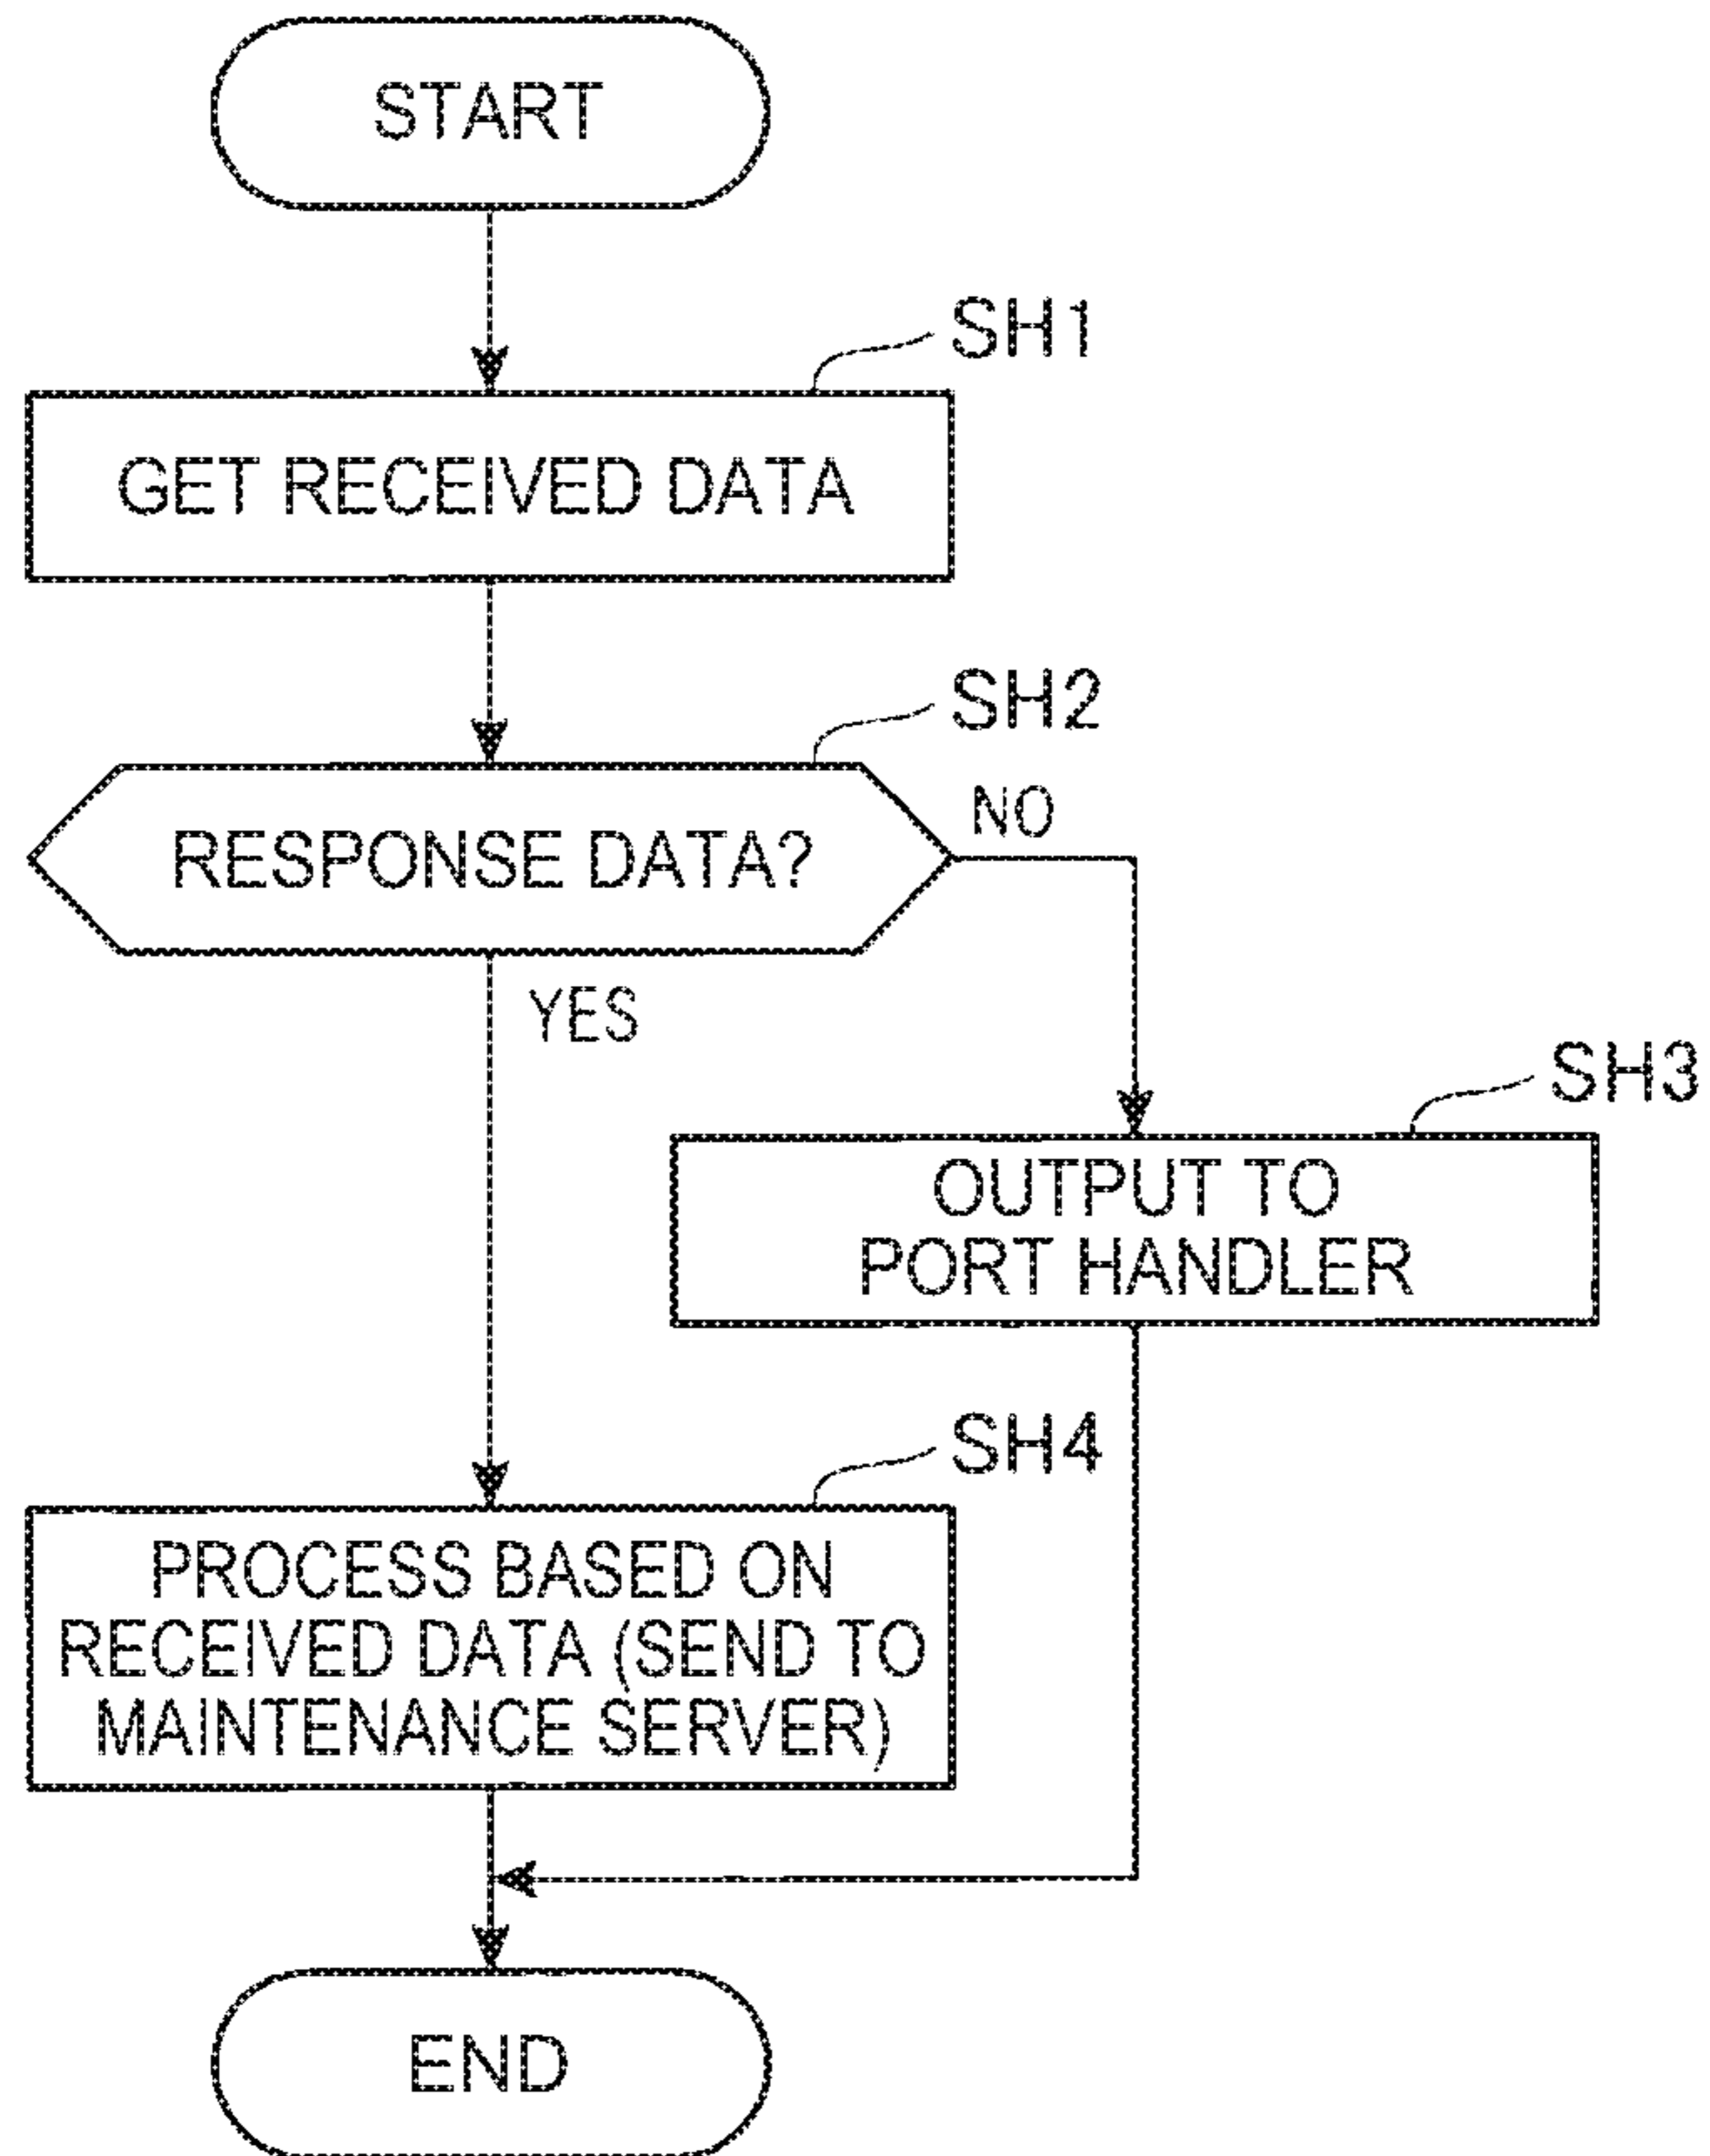 START
SH1
GET RECEIVED DATA
SH2
RESPONSE DATA?
NO
YES
SH3
OUTPUT TO
PORT HANDLER
SH4
PROCESS BASED ON
RECEIVED DATA (SEND TO
MAINTENANCE SERVER)
END